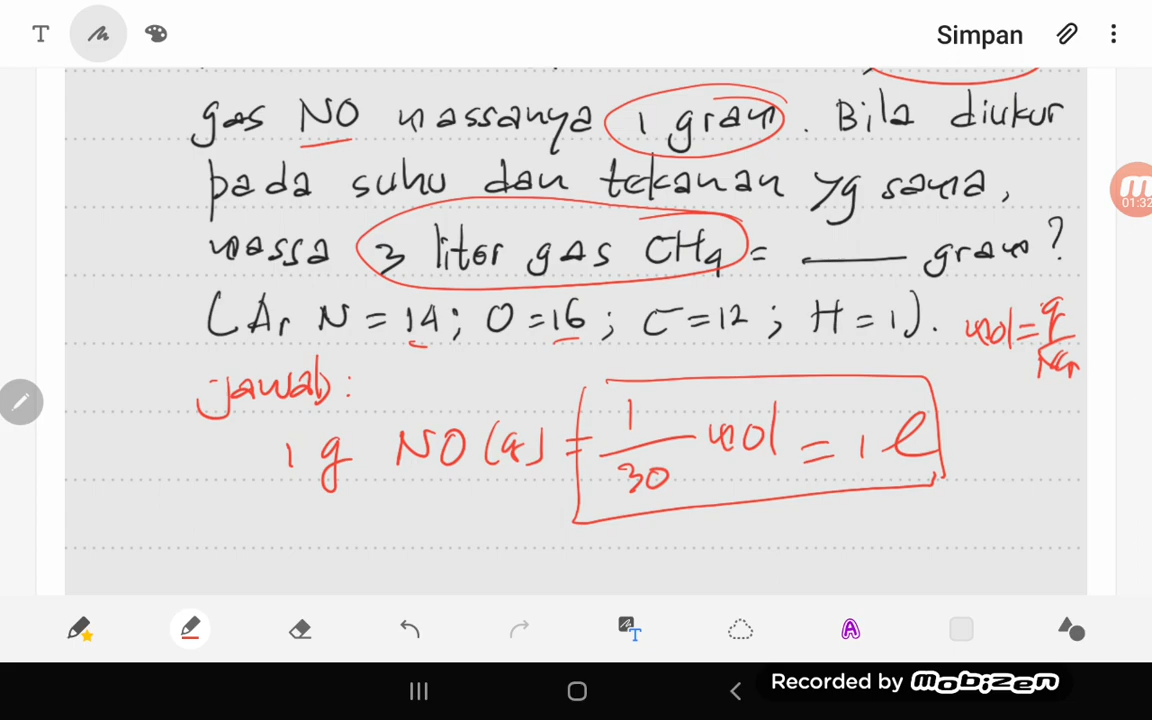 T Simpan
gas NO massanya 1 gram. Bila diukur
pada suhu dan tekanan yg sama,
massa 3 liter gas CH4 = ____ gram?
(Ar N = 14; O = 16; C = 12; H = 1).
mol = g/Mr
jawab:
1 g NO(g) = 1/30 mol = 1 l
01:32
A
Recorded by mobizen